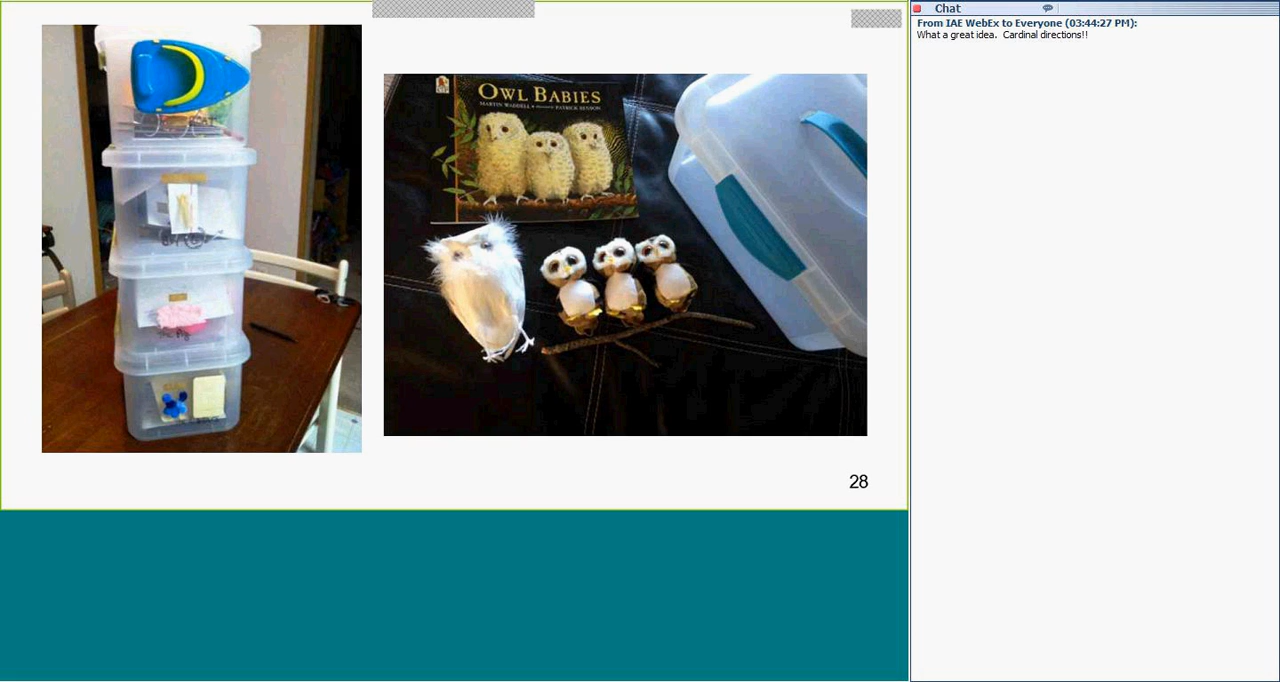 OWL BABIES
MARTIN WADDELL PATRICK BENSON
28
Chat
From IAE WebEx to Everyone (03:44:27 PM):
What a great idea.  Cardinal directions!!